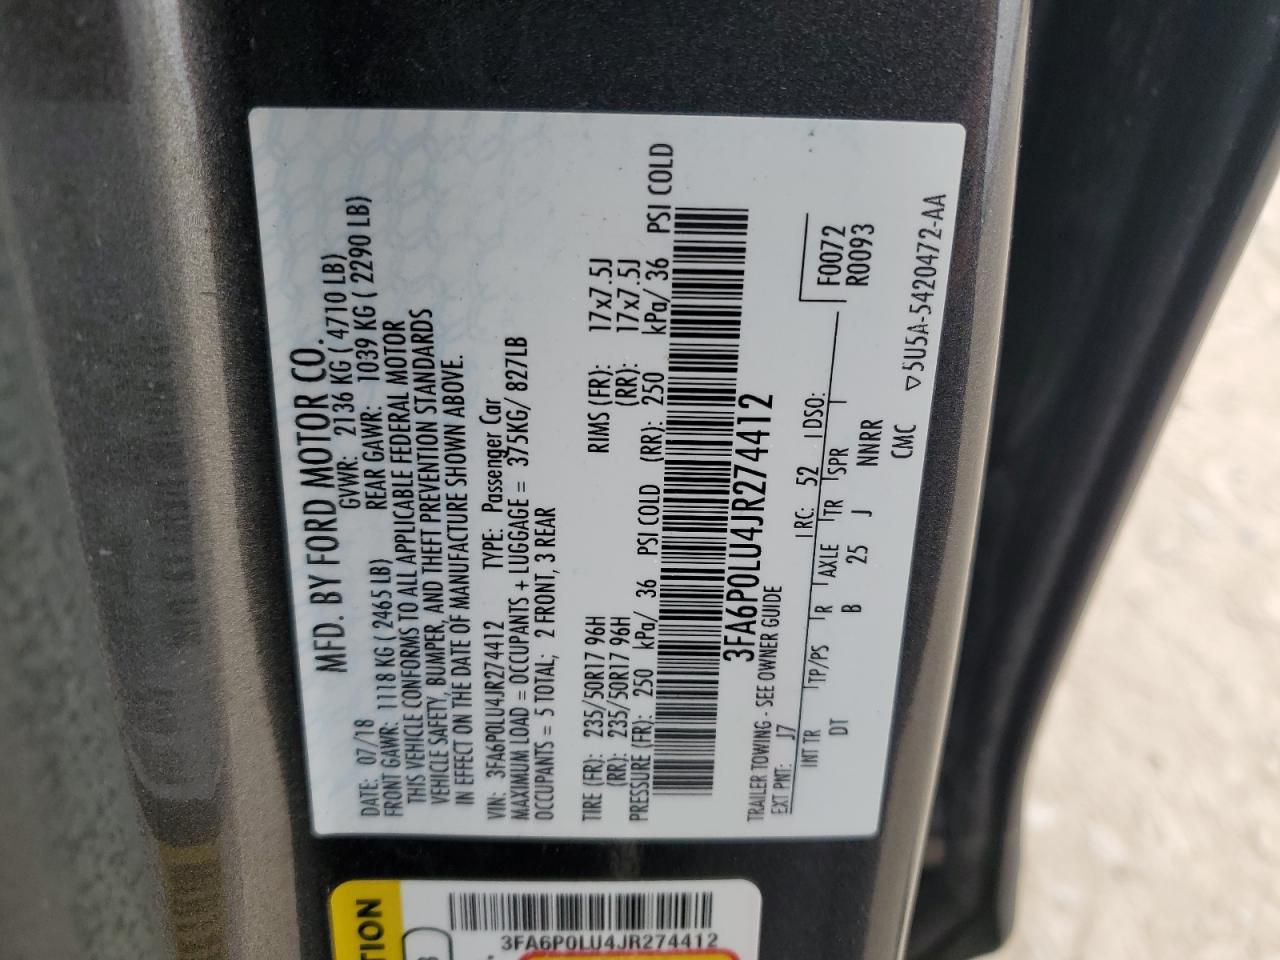 MFD. BY FORD MOTOR CO.
DATE: 07/18 GVWR: 2136 KG ( 4710 LB)
FRONT GAWR: 1118 KG ( 2465 LB) REAR GAWR: 1039 KG ( 2290 LB)
THIS VEHICLE CONFORMS TO ALL APPLICABLE FEDERAL MOTOR
VEHICLE SAFETY, BUMPER, AND THEFT PREVENTION STANDARDS
IN EFFECT ON THE DATE OF MANUFACTURE SHOWN ABOVE.
VIN: 3FA6P0LU4JR274412 TYPE: Passenger Car
MAXIMUM LOAD = OCCUPANTS + LUGGAGE = 375KG/ 827LB
OCCUPANTS = 5 TOTAL; 2 FRONT, 3 REAR
TIRE (FR): 235/50R17 96H RIMS (FR): 17x7.5J
(RR): 235/50R17 96H (RR): 17x7.5J
PRESSURE (FR): 250 kPa/ 36 PSI COLD (RR): 250 kPa/ 36 PSI COLD
3FA6P0LU4JR274412
TRAILER TOWING - SEE OWNER GUIDE
EXT PNT: J7 RC: 52 DSO: F0072
R0093
INT TR TP/PS R AXLE TR SPR
DT B 25 J NNRR
CMC ▽5U5A-5420472-AA
TION
3FA6P0LU4JR274412